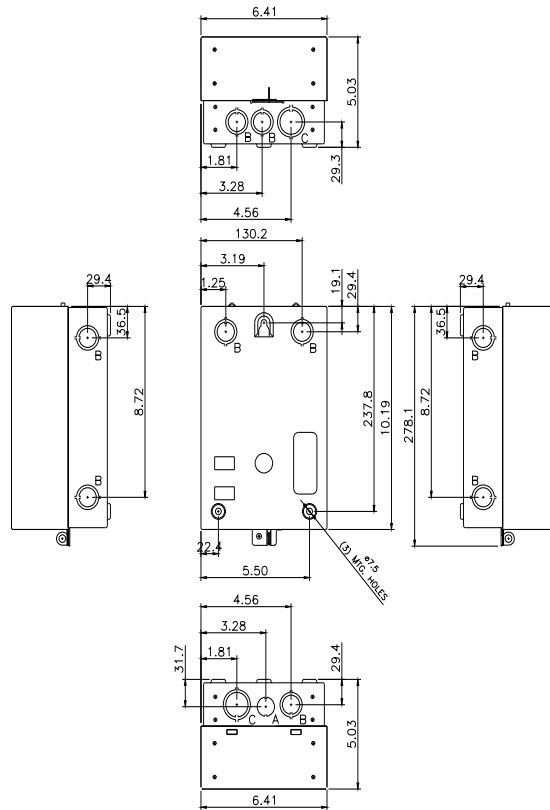 6.41
5.03
B
B
C
1.81
29.3
3.28
4.56
130.2
3.19
1.25
19.1
29.4
B
B
237.8
10.19
22.4
5.50
ø7.5
(3) MTG. HOLES
29.4
36.5
B
8.72
B
29.4
36.5
B
278.1
8.72
B
4.56
3.28
1.81
31.7
29.4
C
A
B
5.03
6.41